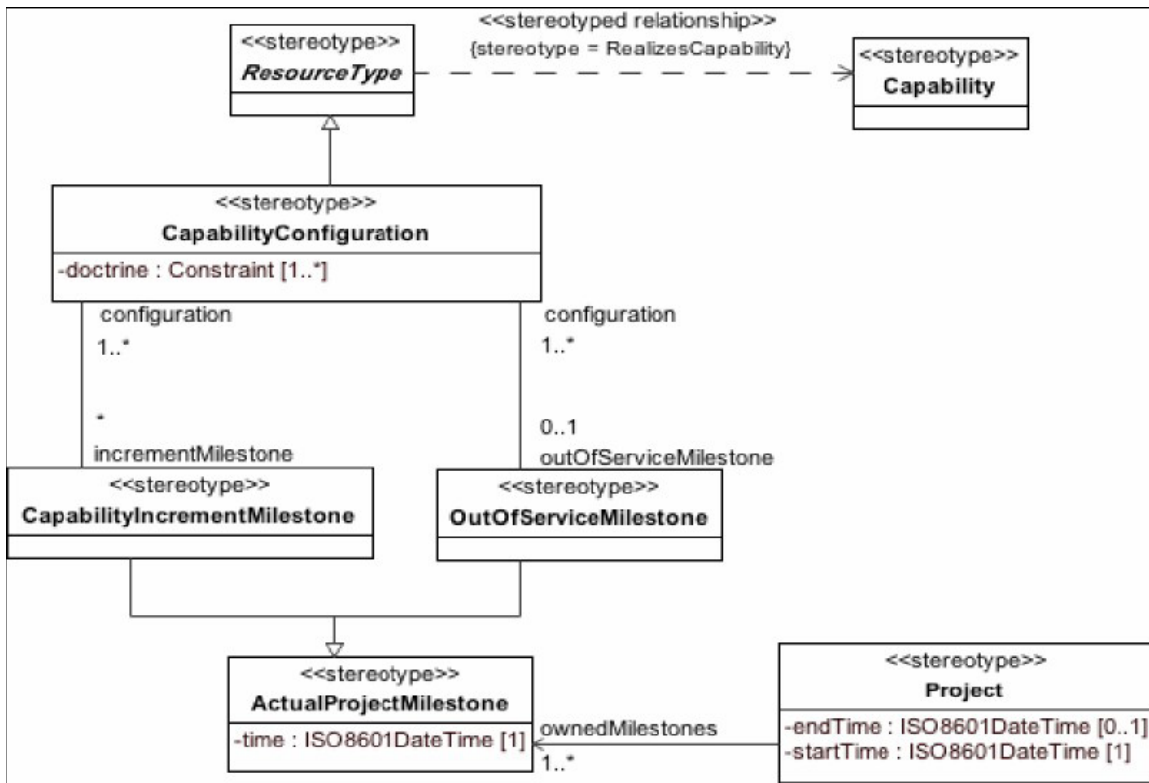 <<stereotyped relationship>>
{stereotype = RealizesCapability}
<<stereotype>>
ResourceType
<<stereotype>>
Capability
<<stereotype>>
CapabilityConfiguration
-doctrine : Constraint [1..*]
configuration
1..*
configuration
1..*
*
incrementMilestone
0..1
outOfServiceMilestone
<<stereotype>>
CapabilityIncrementMilestone
<<stereotype>>
OutOfServiceMilestone
<<stereotype>>
ActualProjectMilestone
-time : ISO8601DateTime [1]
ownedMilestones
1..*
<<stereotype>>
Project
-endTime : ISO8601DateTime [0..1]
-startTime : ISO8601DateTime [1]